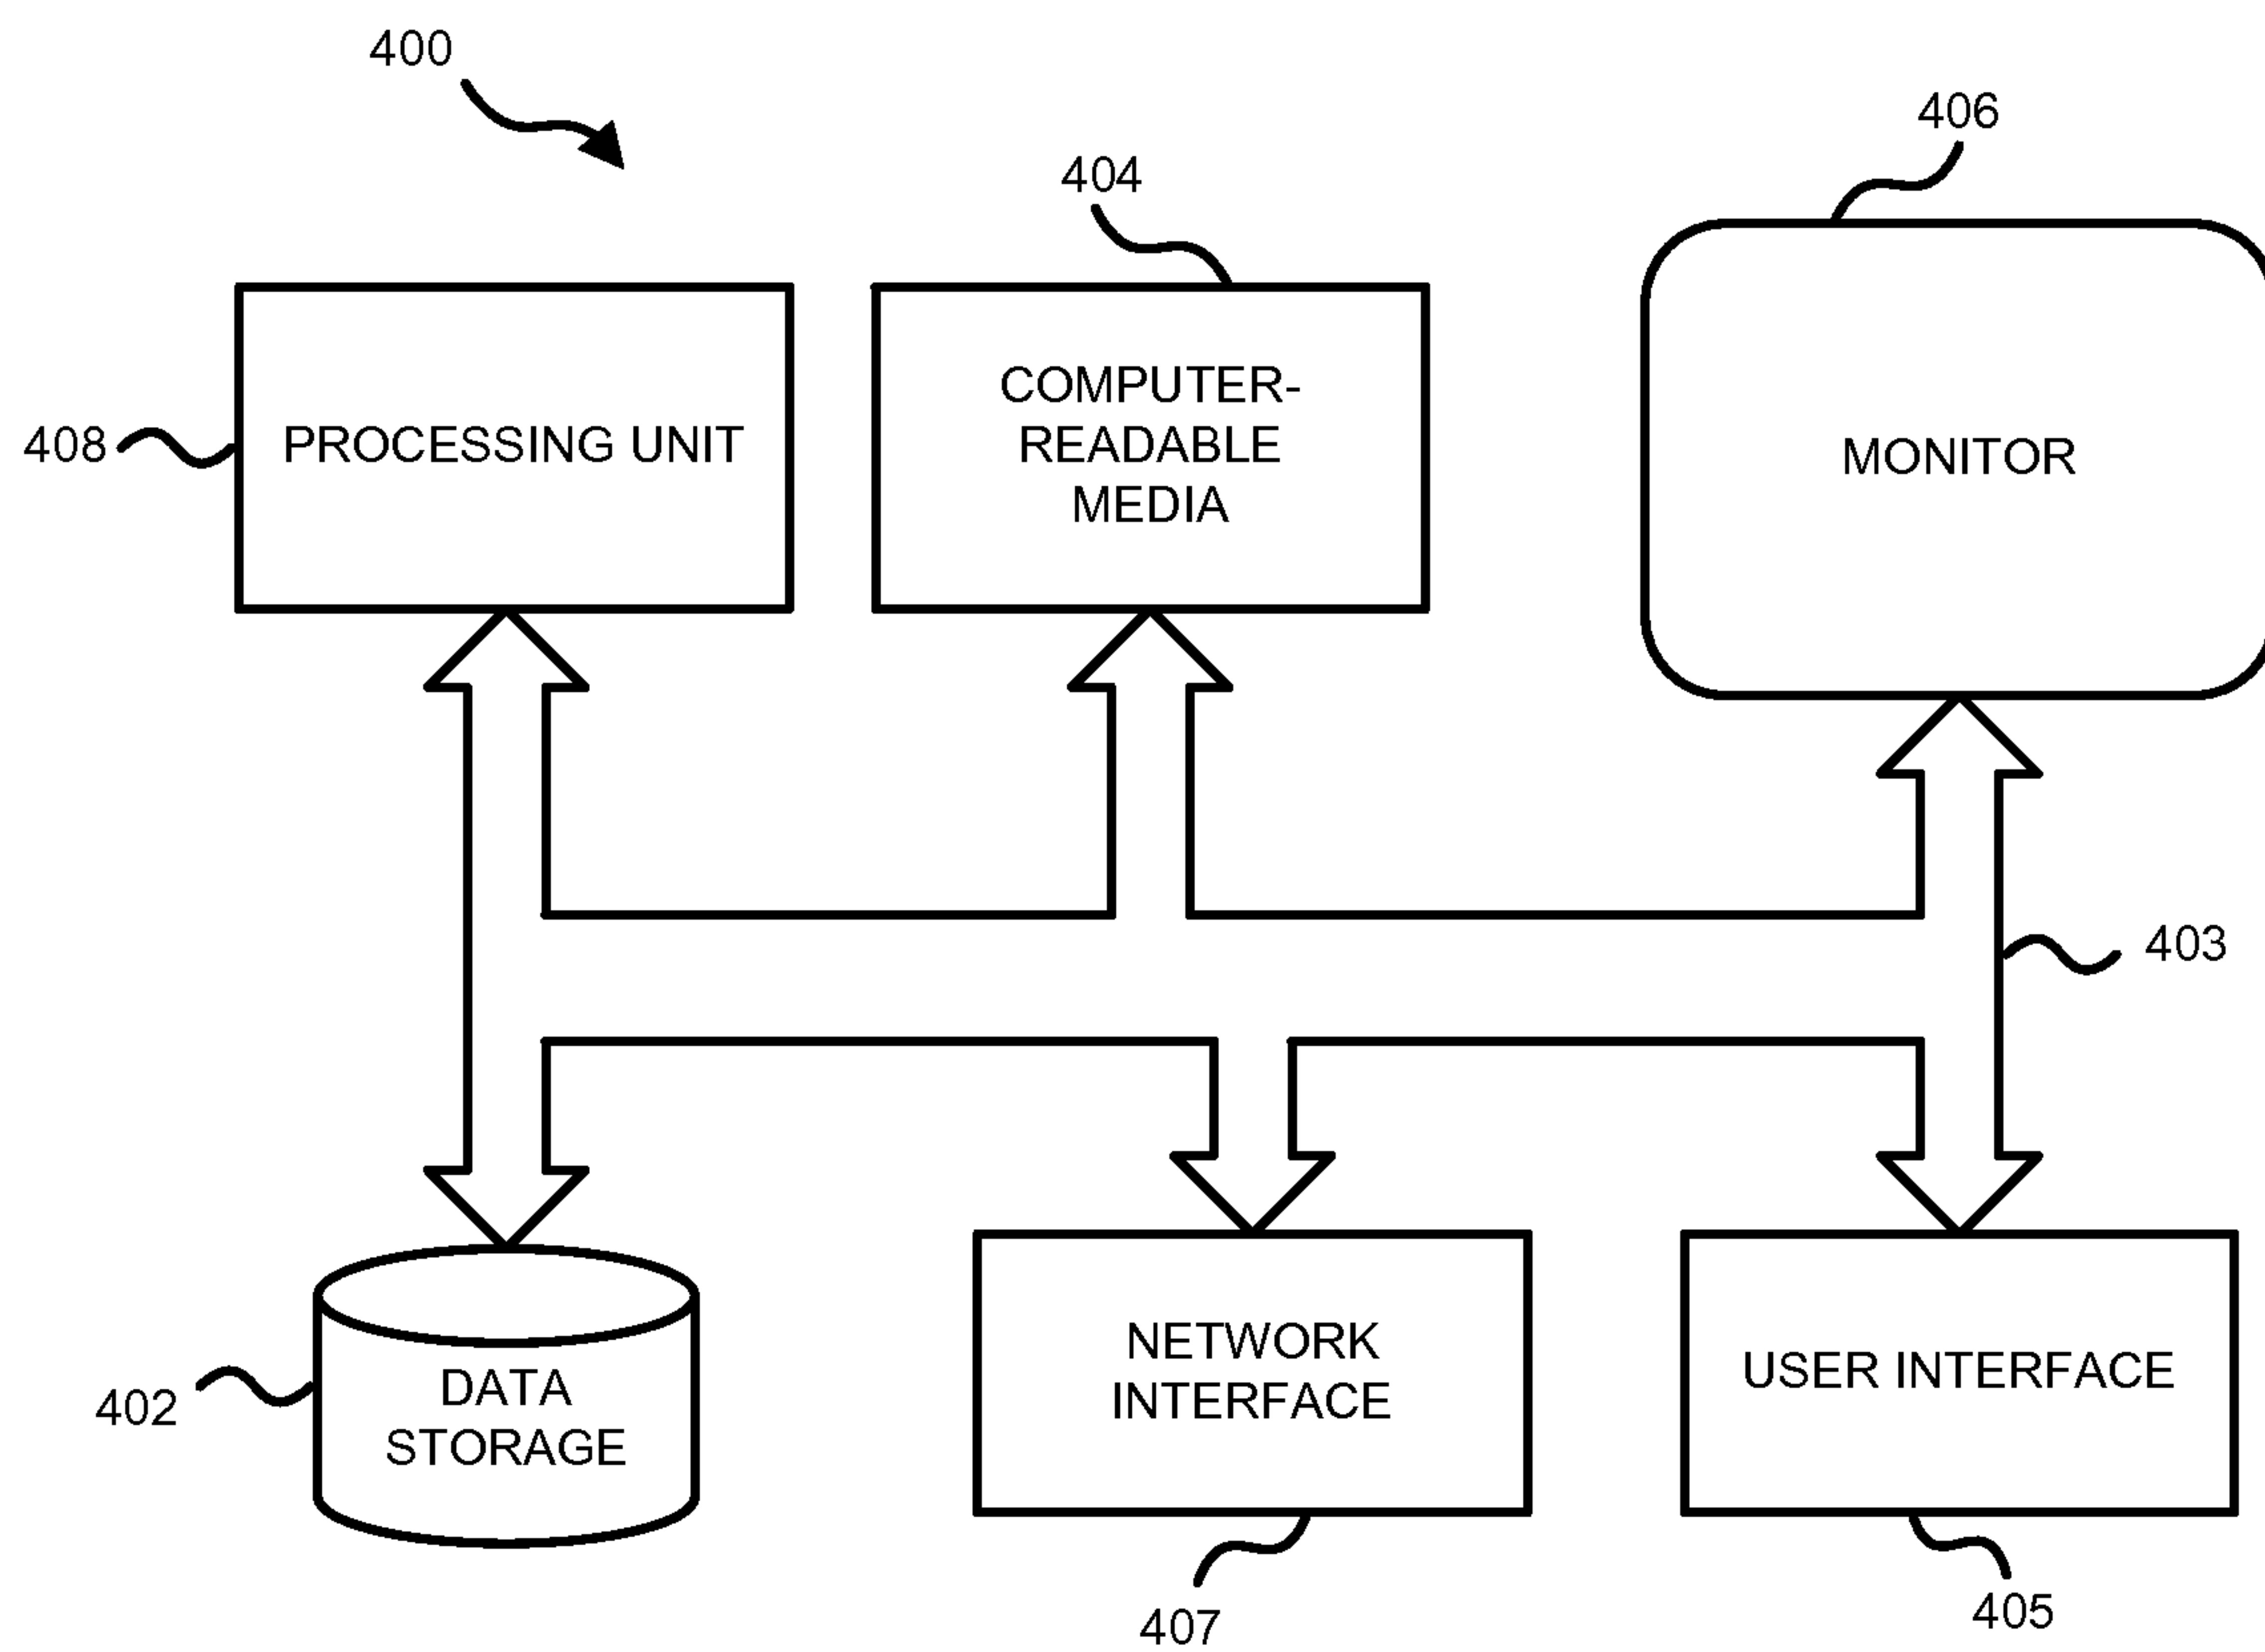 400
406
404
COMPUTER-
READABLE
MEDIA
408
PROCESSING UNIT
MONITOR
403
NETWORK
INTERFACE
USER INTERFACE
402
DATA
STORAGE
407
405